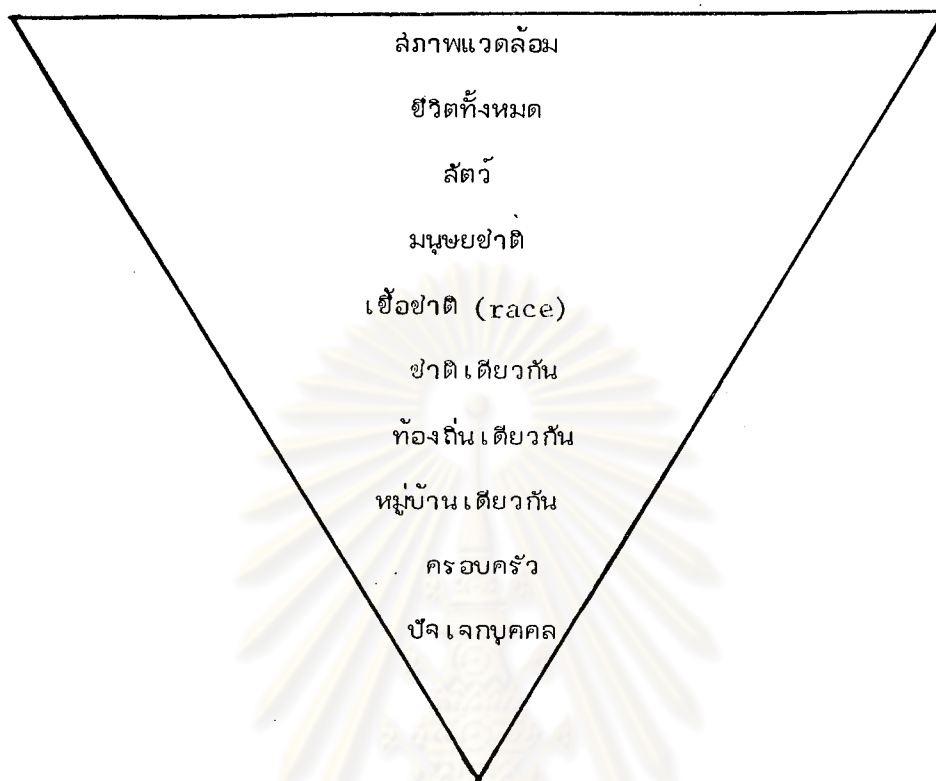 สภาพแวดล้อม
ชีวิตทั้งหมด
สัตว์
มนุษยชาติ
เชื้อชาติ (race)
ชาติเดียวกัน
ท้องถิ่นเดียวกัน
หมู่บ้านเดียวกัน
ครอบครัว
ปัจเจกบุคคล